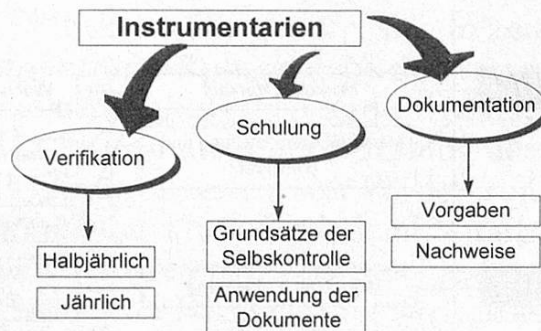 Instrumentarien
Verifikation
Schulung
Dokumentation
Halbjährlich
Jährlich
Grundsätze der
Selbskontrolle
Anwendung der
Dokumente
Vorgaben
Nachweise